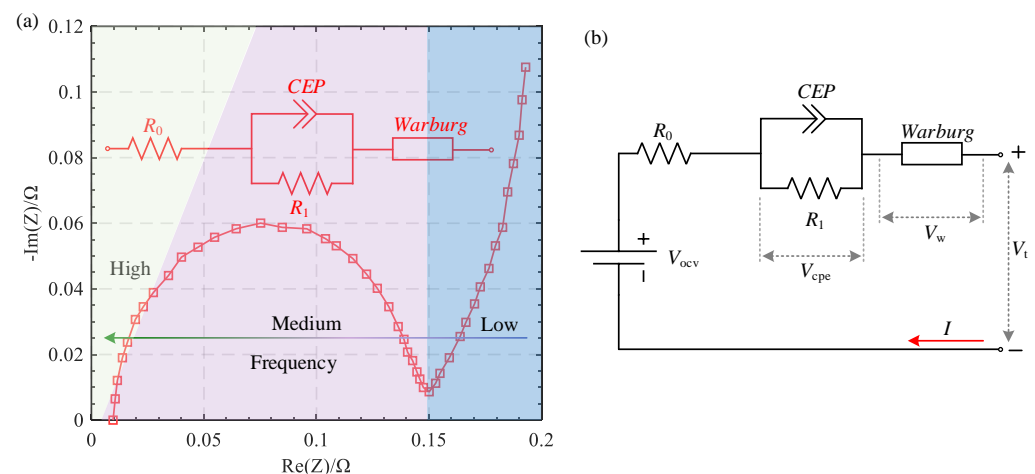 (a)
0.12
0.1
0.08
0.06
0.04
0.02
0
-Im(Z)/Ω
CEP
R0
Warburg
R1
High
Medium
Low
Frequency
0
0.05
0.1
0.15
0.2
Re(Z)/Ω
(b)
CEP
R0
Warburg
+
R1
Vw
Vt
+
Vocv
−
Vcpe
I
−